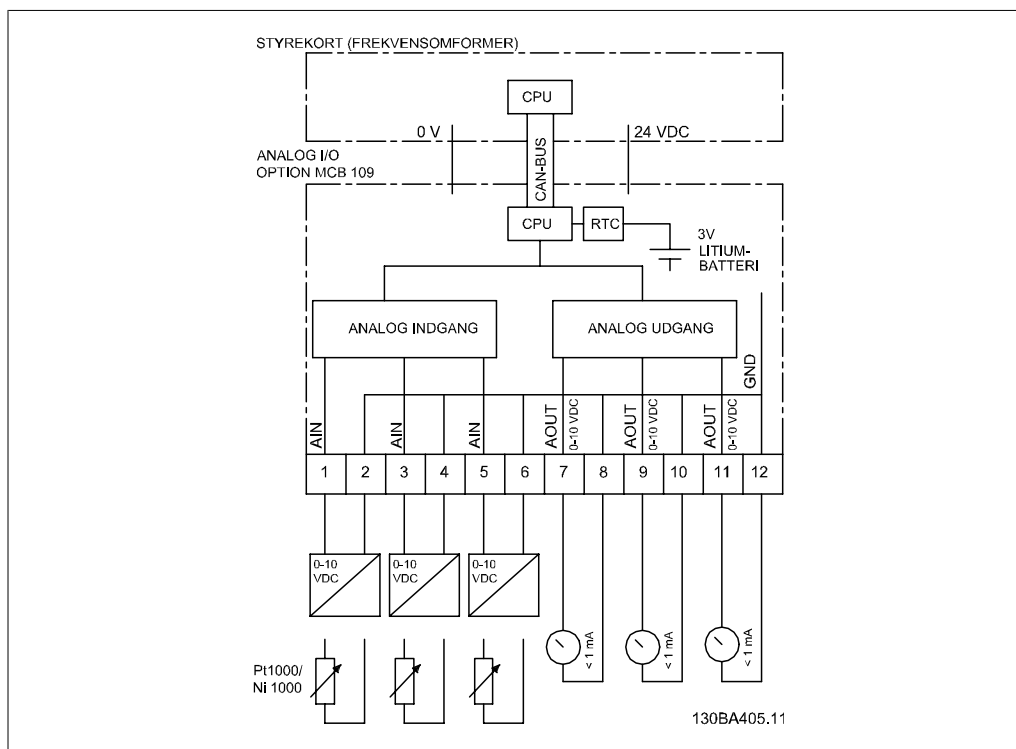 STYREKORT (FREKVENSOMFORMER)
CPU
0 V
24 VDC
CAN-BUS
ANALOG I/O
OPTION MCB 109
CPU
RTC
3V
LITIUM-
BATTERI
ANALOG INDGANG
ANALOG UDGANG
GND
AIN
AIN
AIN
AOUT
0-10 VDC
AOUT
0-10 VDC
AOUT
0-10 VDC
1 2 3 4 5 6 7 8 9 10 11 12
0-10
VDC
0-10
VDC
0-10
VDC
< 1 mA
< 1 mA
< 1 mA
Pt1000/
Ni 1000
130BA405.11